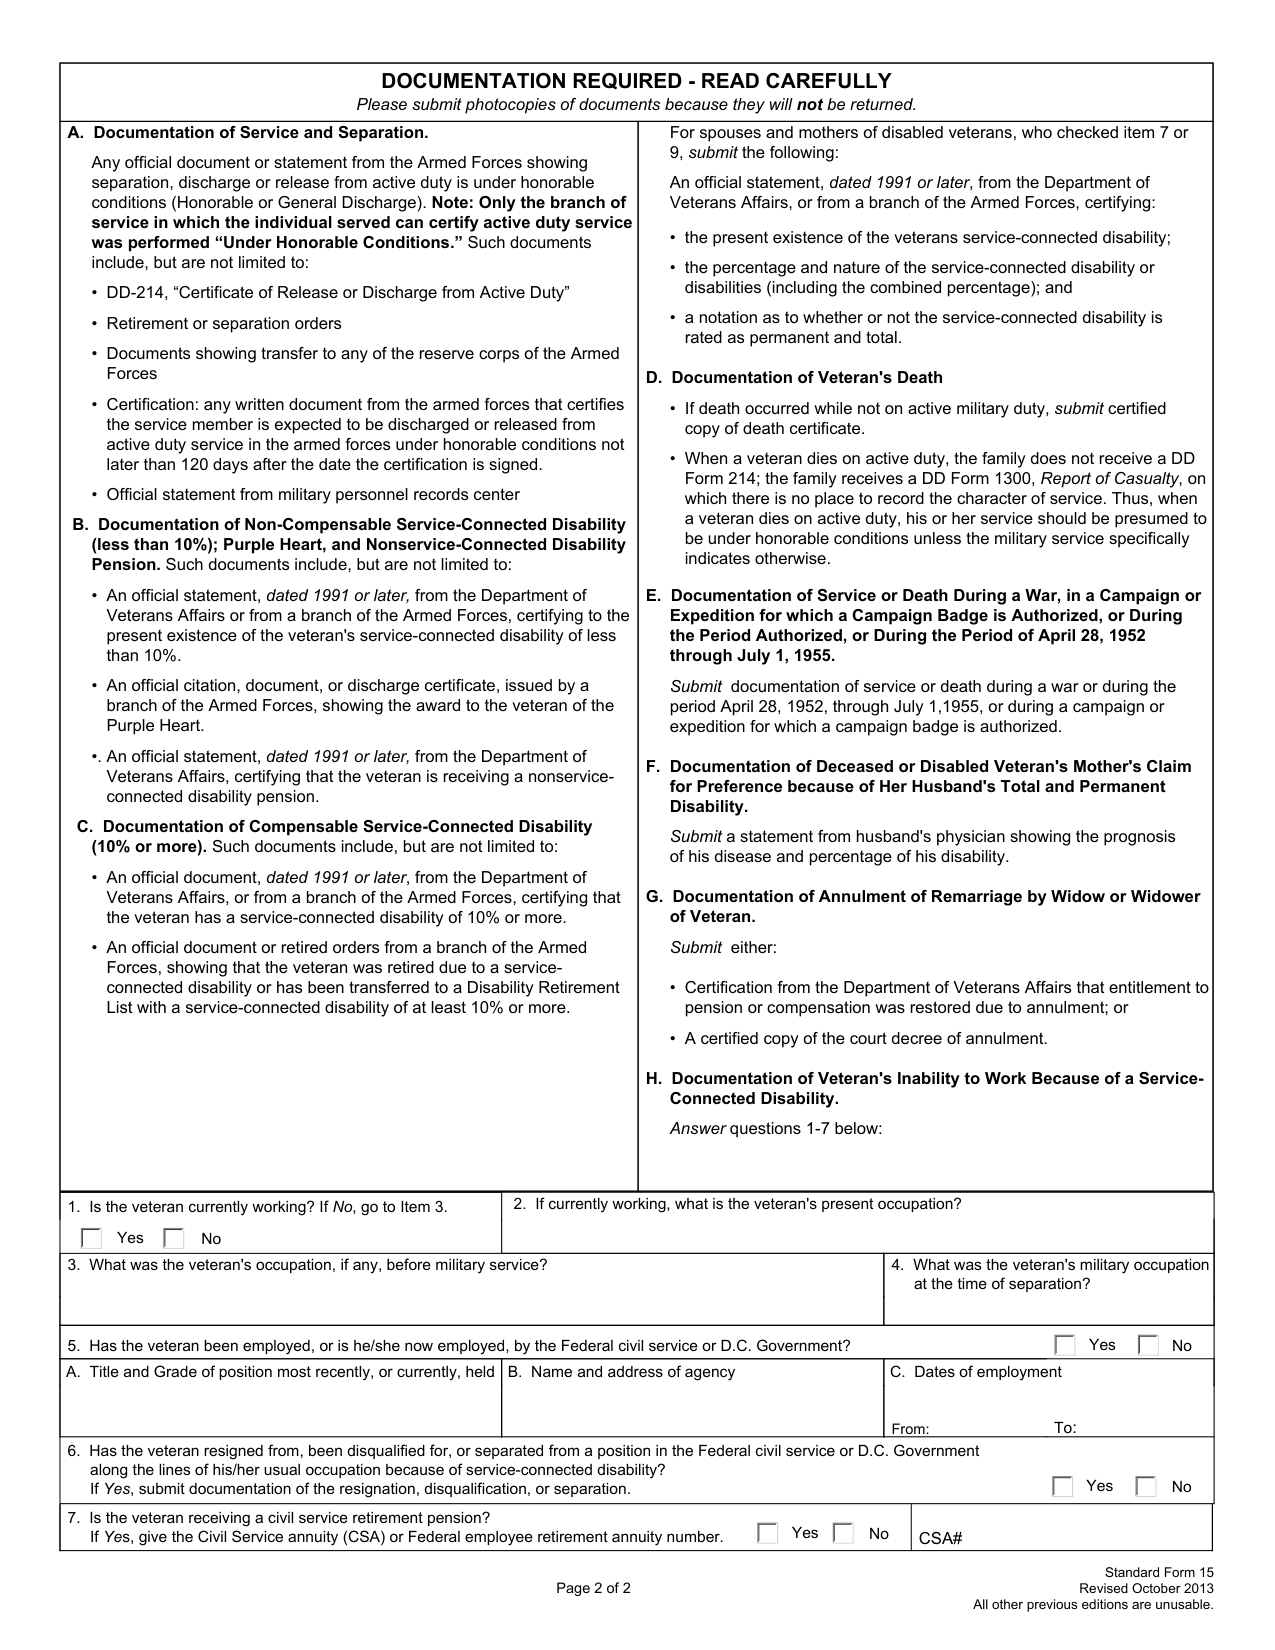 DOCUMENTATION REQUIRED - READ CAREFULLY
Please submit photocopies of documents because they will not be returned.
A. Documentation of Service and Separation.
Any official document or statement from the Armed Forces showing
separation, discharge or release from active duty is under honorable
conditions (Honorable or General Discharge). Note: Only the branch of
service in which the individual served can certify active duty service
was performed “Under Honorable Conditions.” Such documents
include, but are not limited to:
• DD-214, “Certificate of Release or Discharge from Active Duty”
• Retirement or separation orders
• Documents showing transfer to any of the reserve corps of the Armed
Forces
• Certification: any written document from the armed forces that certifies
the service member is expected to be discharged or released from
active duty service in the armed forces under honorable conditions not
later than 120 days after the date the certification is signed.
• Official statement from military personnel records center
B. Documentation of Non-Compensable Service-Connected Disability
(less than 10%); Purple Heart, and Nonservice-Connected Disability
Pension. Such documents include, but are not limited to:
• An official statement, dated 1991 or later, from the Department of
Veterans Affairs or from a branch of the Armed Forces, certifying to the
present existence of the veteran's service-connected disability of less
than 10%.
• An official citation, document, or discharge certificate, issued by a
branch of the Armed Forces, showing the award to the veteran of the
Purple Heart.
•. An official statement, dated 1991 or later, from the Department of
Veterans Affairs, certifying that the veteran is receiving a nonservice-
connected disability pension.
C. Documentation of Compensable Service-Connected Disability
(10% or more). Such documents include, but are not limited to:
• An official document, dated 1991 or later, from the Department of
Veterans Affairs, or from a branch of the Armed Forces, certifying that
the veteran has a service-connected disability of 10% or more.
• An official document or retired orders from a branch of the Armed
Forces, showing that the veteran was retired due to a service-
connected disability or has been transferred to a Disability Retirement
List with a service-connected disability of at least 10% or more.
For spouses and mothers of disabled veterans, who checked item 7 or
9, submit the following:
An official statement, dated 1991 or later, from the Department of
Veterans Affairs, or from a branch of the Armed Forces, certifying:
• the present existence of the veterans service-connected disability;
• the percentage and nature of the service-connected disability or
disabilities (including the combined percentage); and
• a notation as to whether or not the service-connected disability is
rated as permanent and total.
D. Documentation of Veteran's Death
• If death occurred while not on active military duty, submit certified
copy of death certificate.
• When a veteran dies on active duty, the family does not receive a DD
Form 214; the family receives a DD Form 1300, Report of Casualty, on
which there is no place to record the character of service. Thus, when
a veteran dies on active duty, his or her service should be presumed to
be under honorable conditions unless the military service specifically
indicates otherwise.
E. Documentation of Service or Death During a War, in a Campaign or
Expedition for which a Campaign Badge is Authorized, or During
the Period Authorized, or During the Period of April 28, 1952
through July 1, 1955.
Submit documentation of service or death during a war or during the
period April 28, 1952, through July 1,1955, or during a campaign or
expedition for which a campaign badge is authorized.
F. Documentation of Deceased or Disabled Veteran's Mother's Claim
for Preference because of Her Husband's Total and Permanent
Disability.
Submit a statement from husband's physician showing the prognosis
of his disease and percentage of his disability.
G. Documentation of Annulment of Remarriage by Widow or Widower
of Veteran.
Submit either:
• Certification from the Department of Veterans Affairs that entitlement to
pension or compensation was restored due to annulment; or
• A certified copy of the court decree of annulment.
H. Documentation of Veteran's Inability to Work Because of a Service-
Connected Disability.
Answer questions 1-7 below:
1. Is the veteran currently working? If No, go to Item 3.
Yes No
2. If currently working, what is the veteran's present occupation?
3. What was the veteran's occupation, if any, before military service?
4. What was the veteran's military occupation
at the time of separation?
5. Has the veteran been employed, or is he/she now employed, by the Federal civil service or D.C. Government? Yes No
A. Title and Grade of position most recently, or currently, held
B. Name and address of agency
C. Dates of employment
From: To:
6. Has the veteran resigned from, been disqualified for, or separated from a position in the Federal civil service or D.C. Government
along the lines of his/her usual occupation because of service-connected disability?
If Yes, submit documentation of the resignation, disqualification, or separation. Yes No
7. Is the veteran receiving a civil service retirement pension?
If Yes, give the Civil Service annuity (CSA) or Federal employee retirement annuity number. Yes No
CSA#
Page 2 of 2
Standard Form 15
Revised October 2013
All other previous editions are unusable.